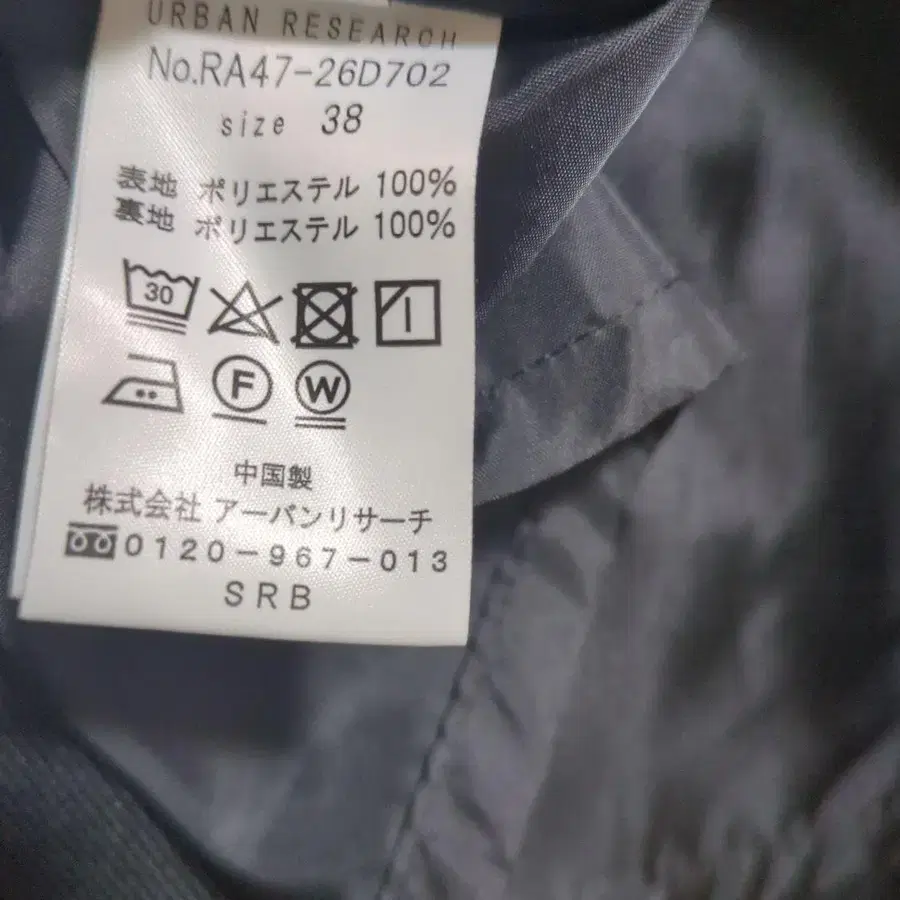 URBAN RESEARCH
No.RA47-26D702
size 38
表地 ポリエステル 100%
裏地 ポリエステル 100%
30
F W
中国製
株式会社 アーバンリサーチ
0120-967-013
SRB